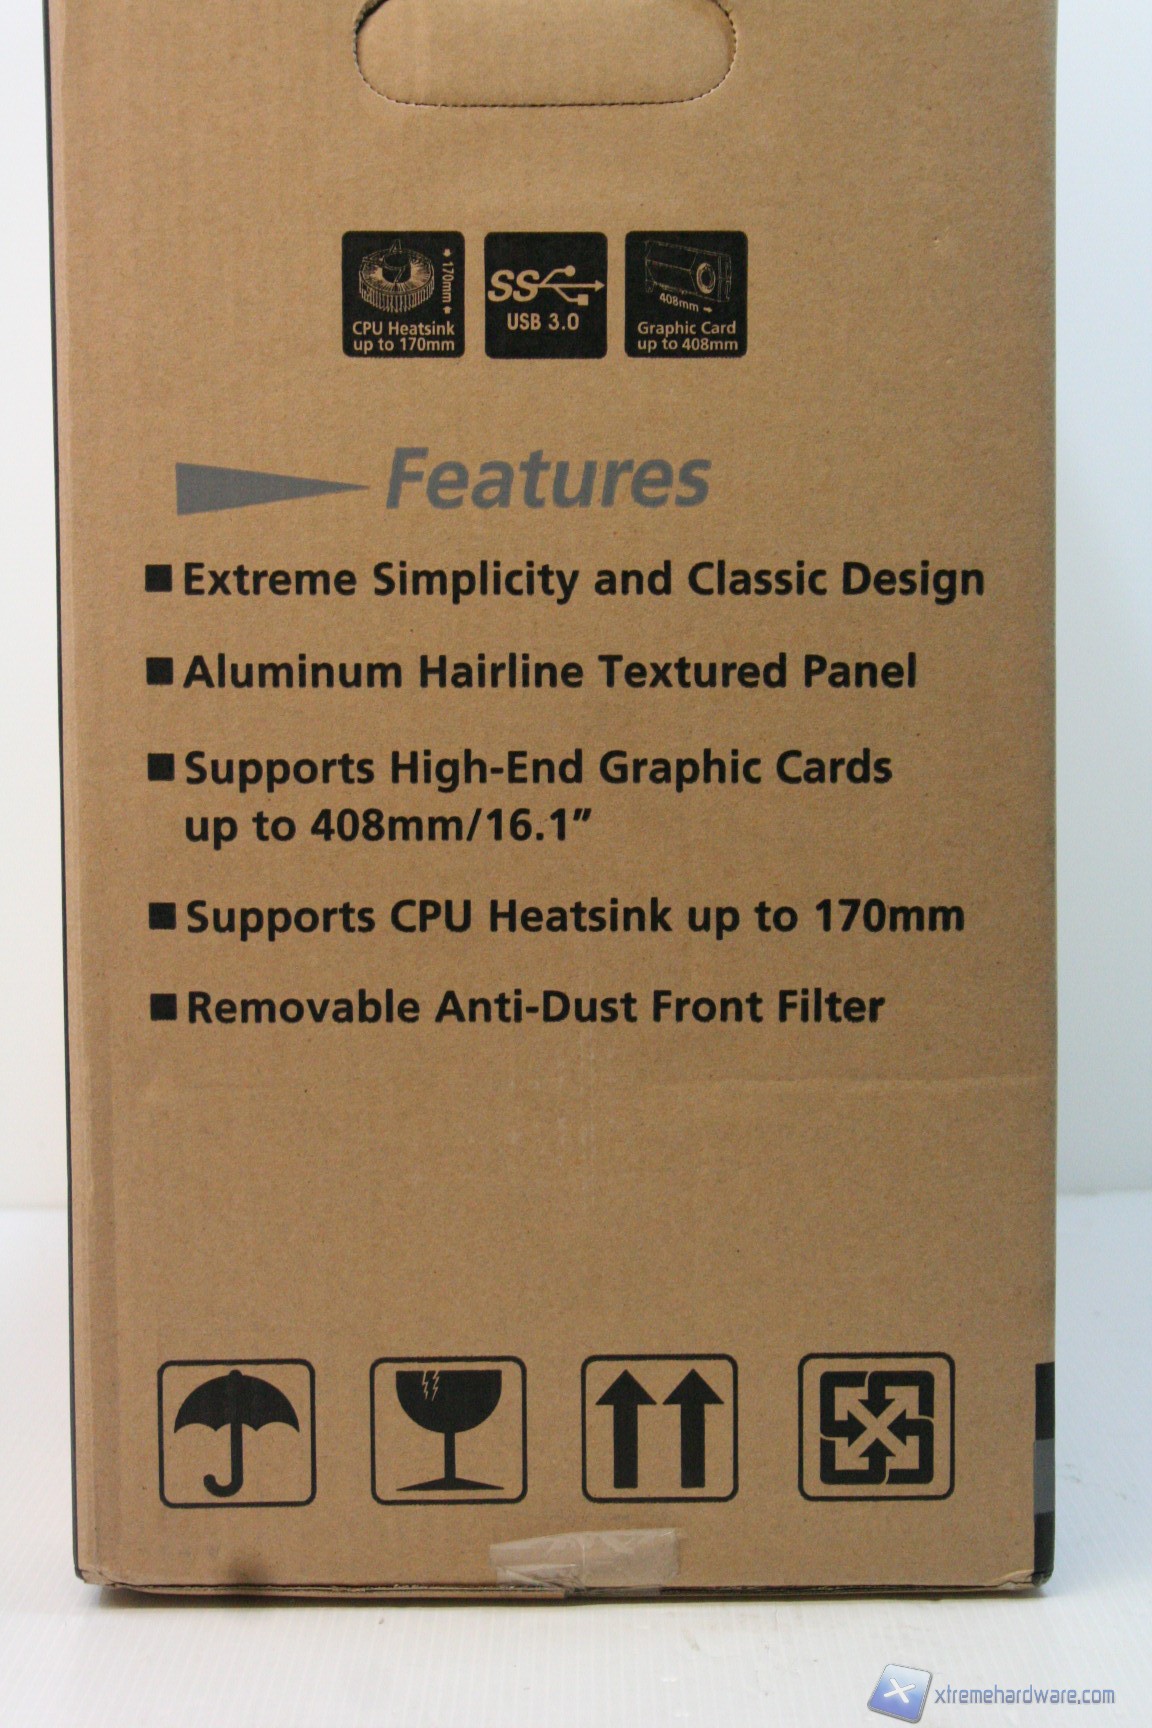 170mm
CPU Heatsink
up to 170mm
SS
USB 3.0
408mm
Graphic Card
up to 408mm
Features
■ Extreme Simplicity and Classic Design
■ Aluminum Hairline Textured Panel
■ Supports High-End Graphic Cards
up to 408mm/16.1"
■ Supports CPU Heatsink up to 170mm
■ Removable Anti-Dust Front Filter
xtremehardware.com